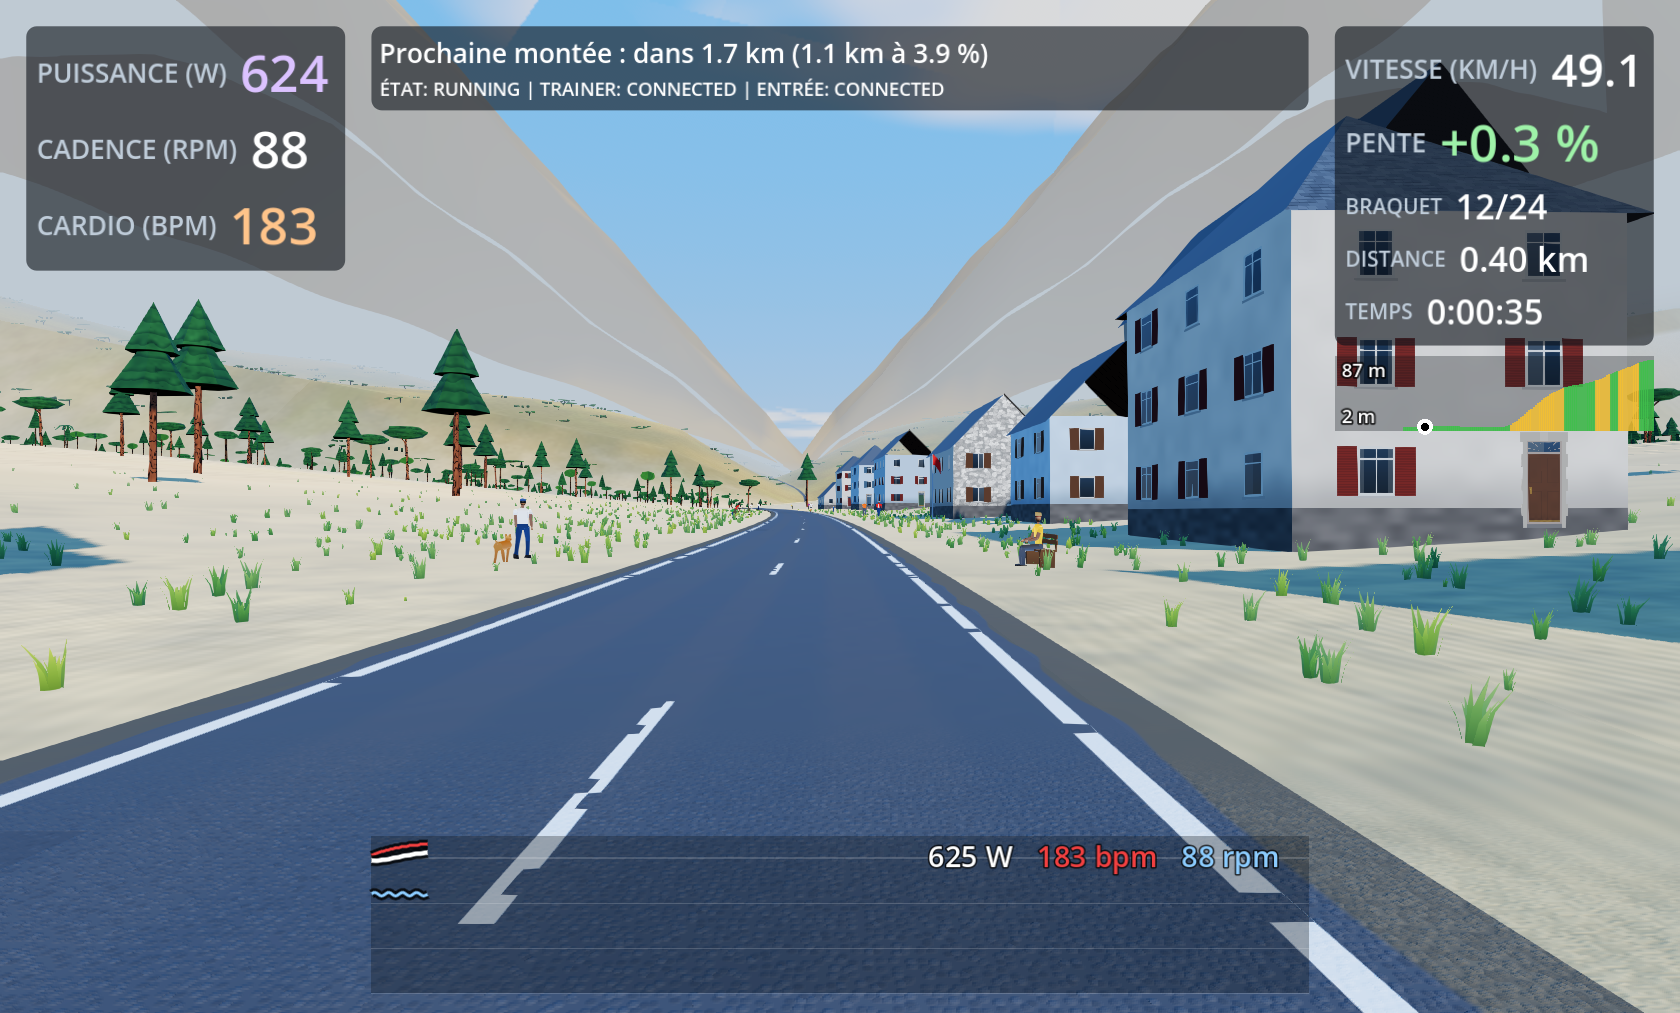 PUISSANCE (W) 624
CADENCE (RPM) 88
CARDIO (BPM) 183
Prochaine montée : dans 1.7 km (1.1 km à 3.9 %)
ÉTAT: RUNNING | TRAINER: CONNECTED | ENTRÉE: CONNECTED
VITESSE (KM/H) 49.1
PENTE +0.3 %
BRAQUET 12/24
DISTANCE 0.40 km
TEMPS 0:00:35
87 m
2 m
625 W 183 bpm 88 rpm